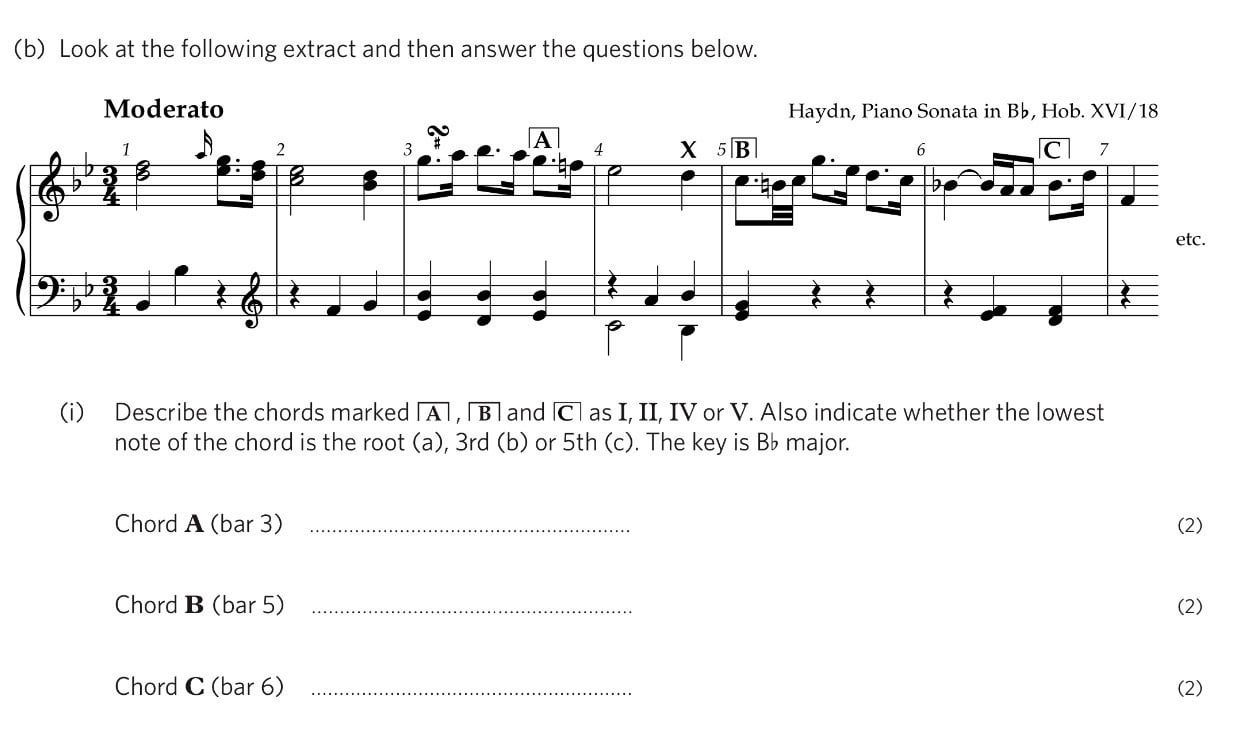 (b) Look at the following extract and then answer the questions below.
Moderato
Haydn, Piano Sonata in B♭, Hob. XVI/18
1 2 3 A 4 X 5 B 6 C 7
3
4
3
4
etc.
(i) Describe the chords marked A, B and C as I, II, IV or V. Also indicate whether the lowest
note of the chord is the root (a), 3rd (b) or 5th (c). The key is B♭ major.
Chord A (bar 3) ........................................................ (2)
Chord B (bar 5) ........................................................ (2)
Chord C (bar 6) ........................................................ (2)